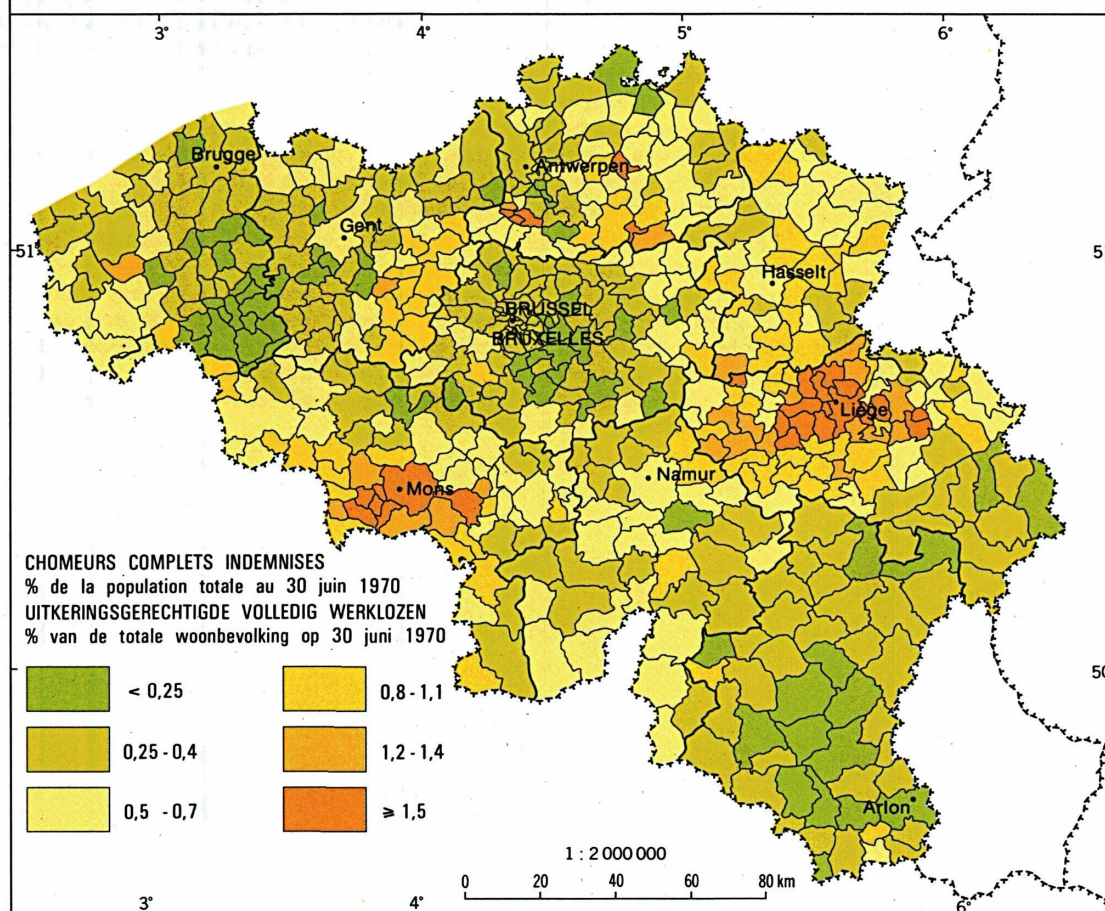 3°
4°
5°
6°
Brugge
Antwerpen
Gent
51°
5
Hasselt
BRUSSEL
BRUXELLES
Liège
Namur
Mons
CHOMEURS COMPLETS INDEMNISES
% de la population totale au 30 juin 1970
UITKERINGSGERECHTIGDE VOLLEDIG WERKLOZEN
% van de totale woonbevolking op 30 juni 1970
< 0,25
0,8 - 1,1
50
0,25 - 0,4
1,2 - 1,4
0,5 - 0,7
≥ 1,5
Arlon
1 : 2 000 000
0 20 40 60 80 km
3°
4°
6°